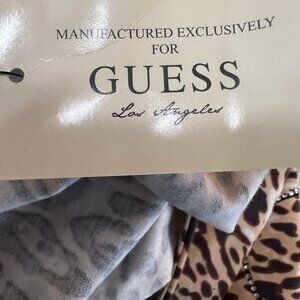 MANUFACTURED EXCLUSIVELY
FOR
GUESS
Los Angeles